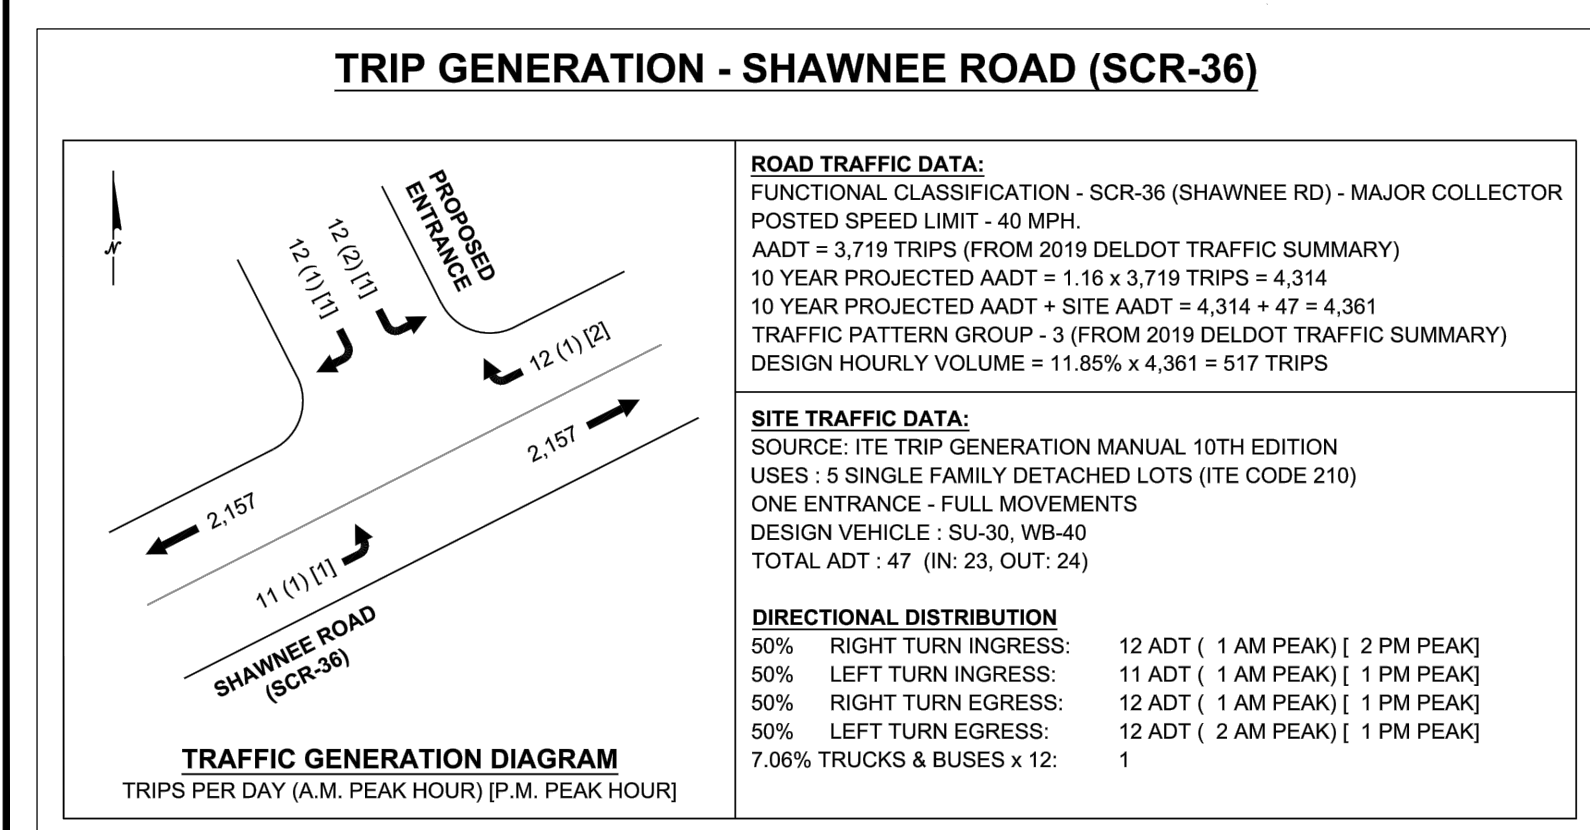 TRIP GENERATION - SHAWNEE ROAD (SCR-36)
N
PROPOSED
ENTRANCE
12 (2) [1]
12 (1) [1]
12 (1) [2]
2,157
2,157
11 (1) [1]
SHAWNEE ROAD
(SCR-36)
TRAFFIC GENERATION DIAGRAM
TRIPS PER DAY (A.M. PEAK HOUR) [P.M. PEAK HOUR]
ROAD TRAFFIC DATA:
FUNCTIONAL CLASSIFICATION - SCR-36 (SHAWNEE RD) - MAJOR COLLECTOR
POSTED SPEED LIMIT - 40 MPH.
AADT = 3,719 TRIPS (FROM 2019 DELDOT TRAFFIC SUMMARY)
10 YEAR PROJECTED AADT = 1.16 x 3,719 TRIPS = 4,314
10 YEAR PROJECTED AADT + SITE AADT = 4,314 + 47 = 4,361
TRAFFIC PATTERN GROUP - 3 (FROM 2019 DELDOT TRAFFIC SUMMARY)
DESIGN HOURLY VOLUME = 11.85% x 4,361 = 517 TRIPS
SITE TRAFFIC DATA:
SOURCE: ITE TRIP GENERATION MANUAL 10TH EDITION
USES : 5 SINGLE FAMILY DETACHED LOTS (ITE CODE 210)
ONE ENTRANCE - FULL MOVEMENTS
DESIGN VEHICLE : SU-30, WB-40
TOTAL ADT : 47 (IN: 23, OUT: 24)
DIRECTIONAL DISTRIBUTION
50% RIGHT TURN INGRESS: 12 ADT ( 1 AM PEAK) [ 2 PM PEAK]
50% LEFT TURN INGRESS: 11 ADT ( 1 AM PEAK) [ 1 PM PEAK]
50% RIGHT TURN EGRESS: 12 ADT ( 1 AM PEAK) [ 1 PM PEAK]
50% LEFT TURN EGRESS: 12 ADT ( 2 AM PEAK) [ 1 PM PEAK]
7.06% TRUCKS & BUSES x 12: 1